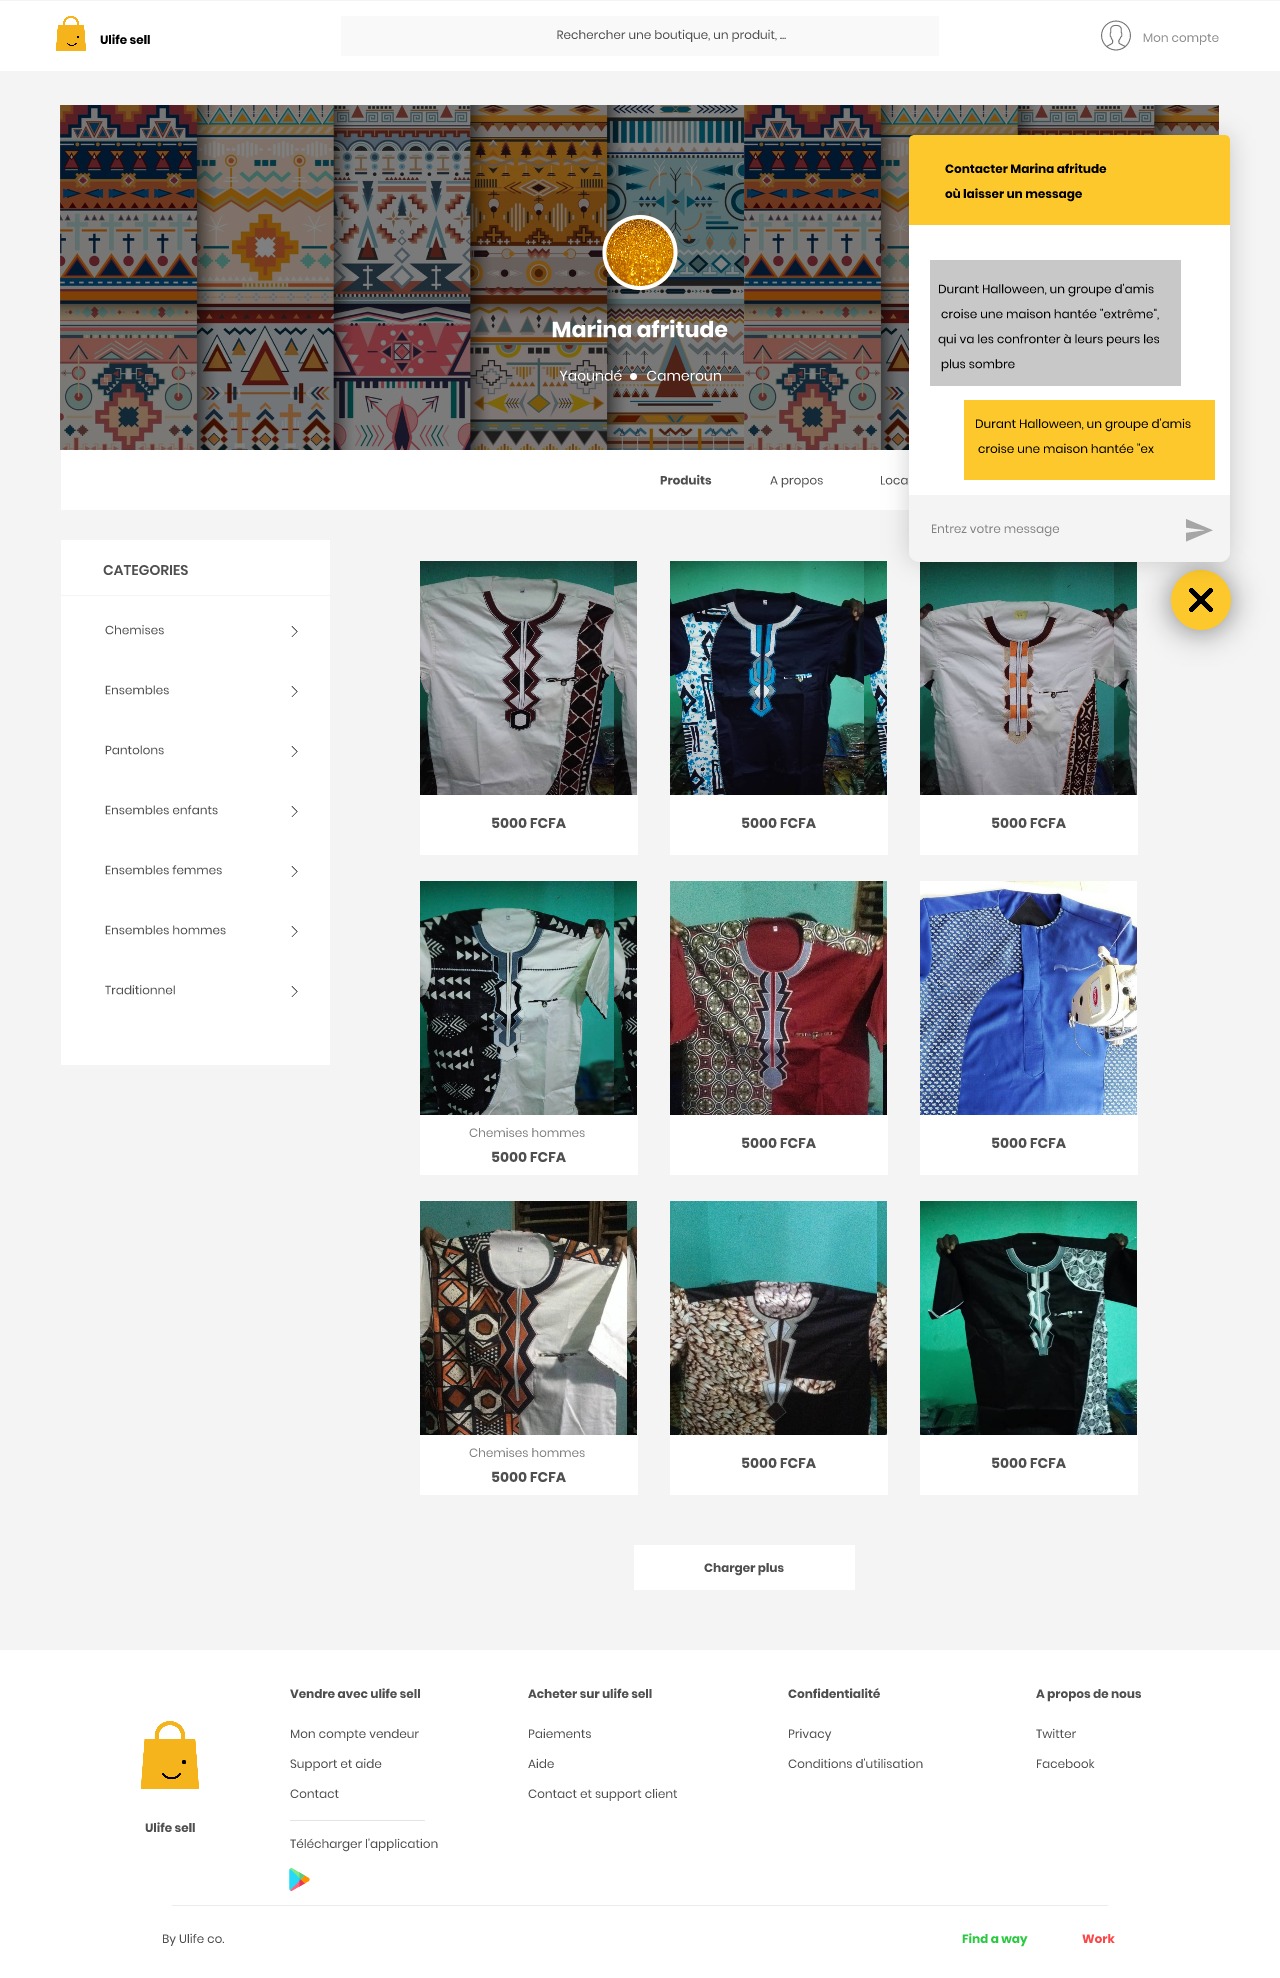 Ulife sell
Rechercher une boutique, un produit, ...
Mon compte
Marina afritude
Yaoundé ● Cameroun
Contacter Marina afritude
où laisser un message
Durant Halloween, un groupe d'amis
croise une maison hantée "extrême",
qui va les confronter à leurs peurs les
plus sombre
Durant Halloween, un groupe d'amis
croise une maison hantée "ex
Entrez votre message
Produits
A propos
Loca
CATEGORIES
Chemises
Ensembles
Pantolons
Ensembles enfants
Ensembles femmes
Ensembles hommes
Traditionnel
5000 FCFA
5000 FCFA
5000 FCFA
Chemises hommes
5000 FCFA
5000 FCFA
5000 FCFA
Chemises hommes
5000 FCFA
5000 FCFA
5000 FCFA
Charger plus
Ulife sell
Vendre avec ulife sell
Mon compte vendeur
Support et aide
Contact
Télécharger l'application
Acheter sur ulife sell
Paiements
Aide
Contact et support client
Confidentialité
Privacy
Conditions d'utilisation
A propos de nous
Twitter
Facebook
By Ulife co.
Find a way
Work